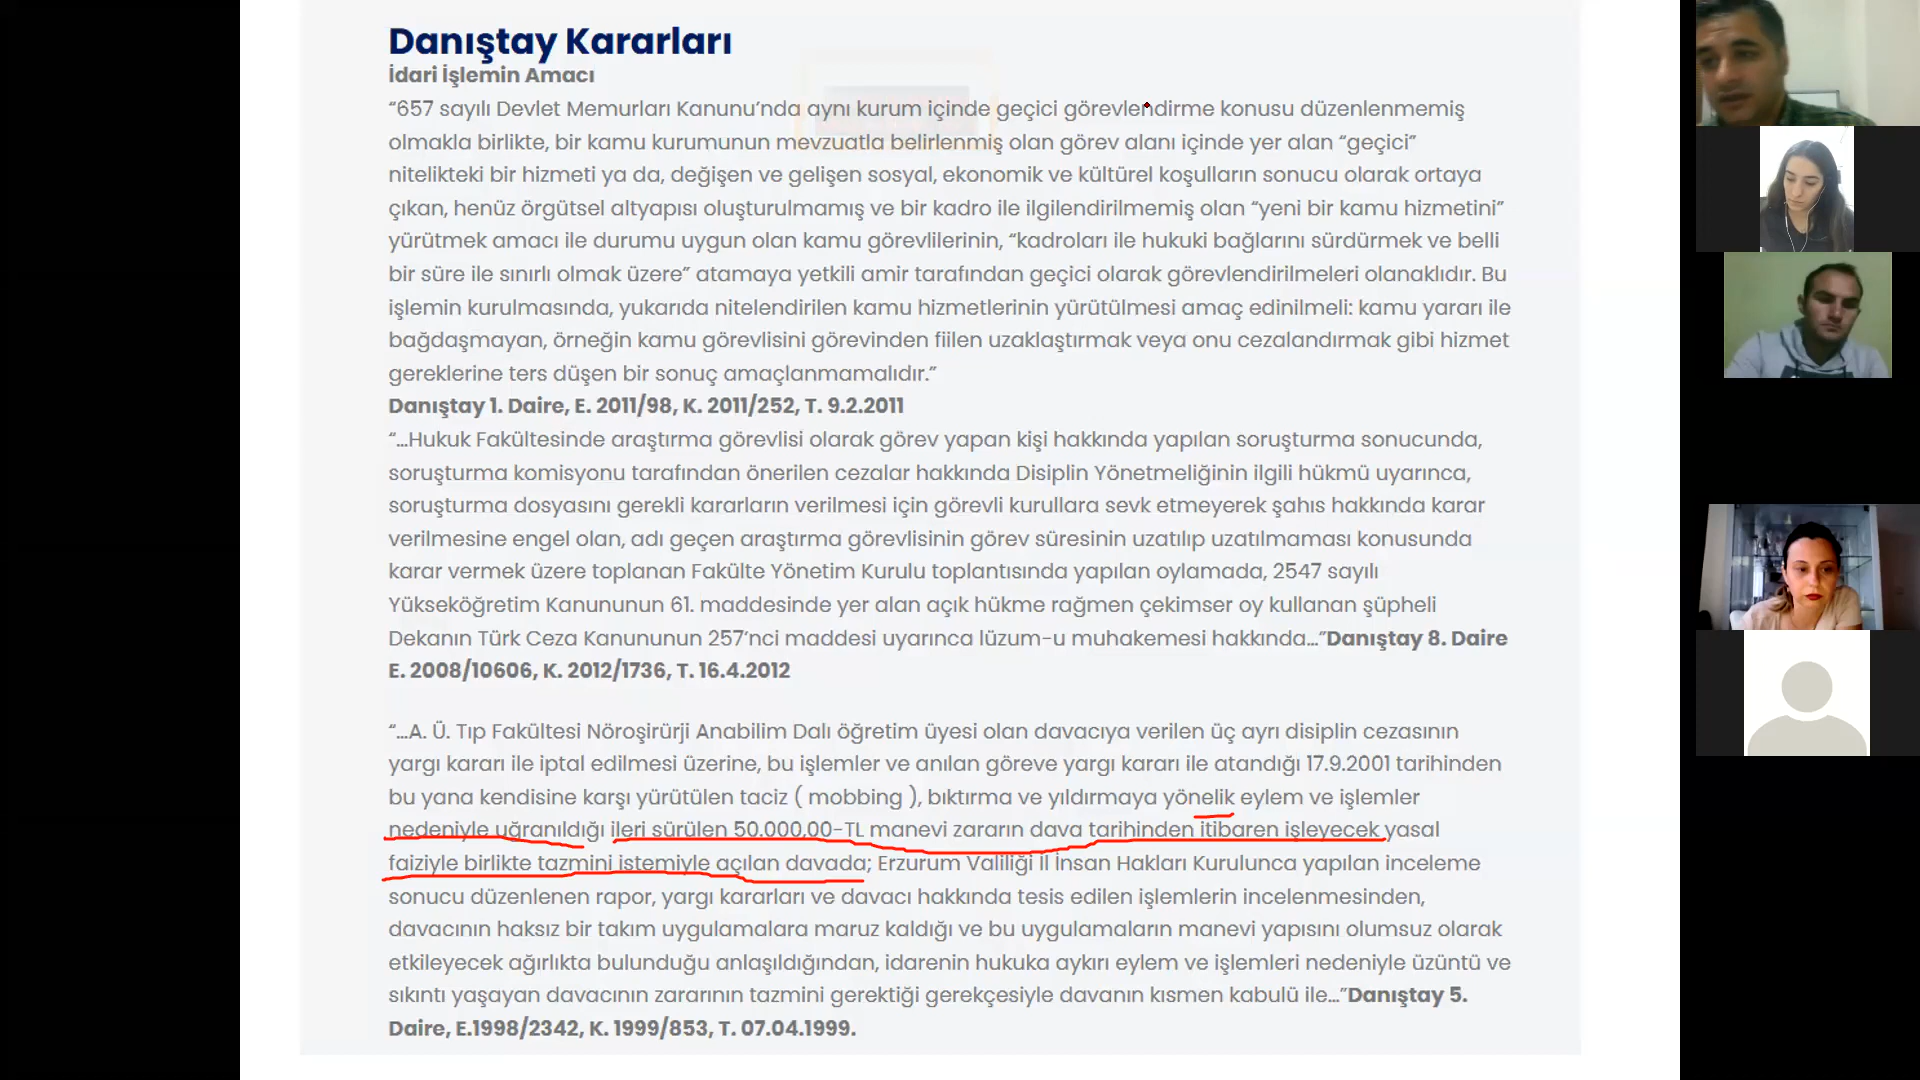 Danıştay Kararları
İdari İşlemin Amacı
“657 sayılı Devlet Memurları Kanunu’nda aynı kurum içinde geçici görevlendirme konusu düzenlenmemiş
olmakla birlikte, bir kamu kurumunun mevzuatla belirlenmiş olan görev alanı içinde yer alan “geçici”
nitelikteki bir hizmeti ya da, değişen ve gelişen sosyal, ekonomik ve kültürel koşulların sonucu olarak ortaya
çıkan, henüz örgütsel altyapısı oluşturulmamış ve bir kadro ile ilgilendirilmemiş olan “yeni bir kamu hizmetini”
yürütmek amacı ile durumu uygun olan kamu görevlilerinin, “kadroları ile hukuki bağlarını sürdürmek ve belli
bir süre ile sınırlı olmak üzere” atamaya yetkili amir tarafından geçici olarak görevlendirilmeleri olanaklıdır. Bu
işlemin kurulmasında, yukarıda nitelendirilen kamu hizmetlerinin yürütülmesi amaç edinilmeli: kamu yararı ile
bağdaşmayan, örneğin kamu görevlisini görevinden fiilen uzaklaştırmak veya onu cezalandırmak gibi hizmet
gereklerine ters düşen bir sonuç amaçlanmamalıdır.”
Danıştay 1. Daire, E. 2011/98, K. 2011/252, T. 9.2.2011
“…Hukuk Fakültesinde araştırma görevlisi olarak görev yapan kişi hakkında yapılan soruşturma sonucunda,
soruşturma komisyonu tarafından önerilen cezalar hakkında Disiplin Yönetmeliğinin ilgili hükmü uyarınca,
soruşturma dosyasını gerekli kararların verilmesi için görevli kurullara sevk etmeyerek şahıs hakkında karar
verilmesine engel olan, adı geçen araştırma görevlisinin görev süresinin uzatılıp uzatılmaması konusunda
karar vermek üzere toplanan Fakülte Yönetim Kurulu toplantısında yapılan oylamada, 2547 sayılı
Yükseköğretim Kanununun 61. maddesinde yer alan açık hükme rağmen çekimser oy kullanan şüpheli
Dekanın Türk Ceza Kanununun 257’nci maddesi uyarınca lüzum-u muhakemesi hakkında…”Danıştay 8. Daire
E. 2008/10606, K. 2012/1736, T. 16.4.2012
“…A. Ü. Tıp Fakültesi Nöroşirürji Anabilim Dalı öğretim üyesi olan davacıya verilen üç ayrı disiplin cezasının
yargı kararı ile iptal edilmesi üzerine, bu işlemler ve anılan göreve yargı kararı ile atandığı 17.9.2001 tarihinden
bu yana kendisine karşı yürütülen taciz ( mobbing ), bıktırma ve yıldırmaya yönelik eylem ve işlemler
nedeniyle uğranıldığı ileri sürülen 50.000,00-TL manevi zararın dava tarihinden itibaren işleyecek yasal
faiziyle birlikte tazmini istemiyle açılan davada; Erzurum Valiliği İl İnsan Hakları Kurulunca yapılan inceleme
sonucu düzenlenen rapor, yargı kararları ve davacı hakkında tesis edilen işlemlerin incelenmesinden,
davacının haksız bir takım uygulamalara maruz kaldığı ve bu uygulamaların manevi yapısını olumsuz olarak
etkileyecek ağırlıkta bulunduğu anlaşıldığından, idarenin hukuka aykırı eylem ve işlemleri nedeniyle üzüntü ve
sıkıntı yaşayan davacının zararının tazmini gerektiği gerekçesiyle davanın kısmen kabulü ile…”Danıştay 5.
Daire, E.1998/2342, K. 1999/853, T. 07.04.1999.